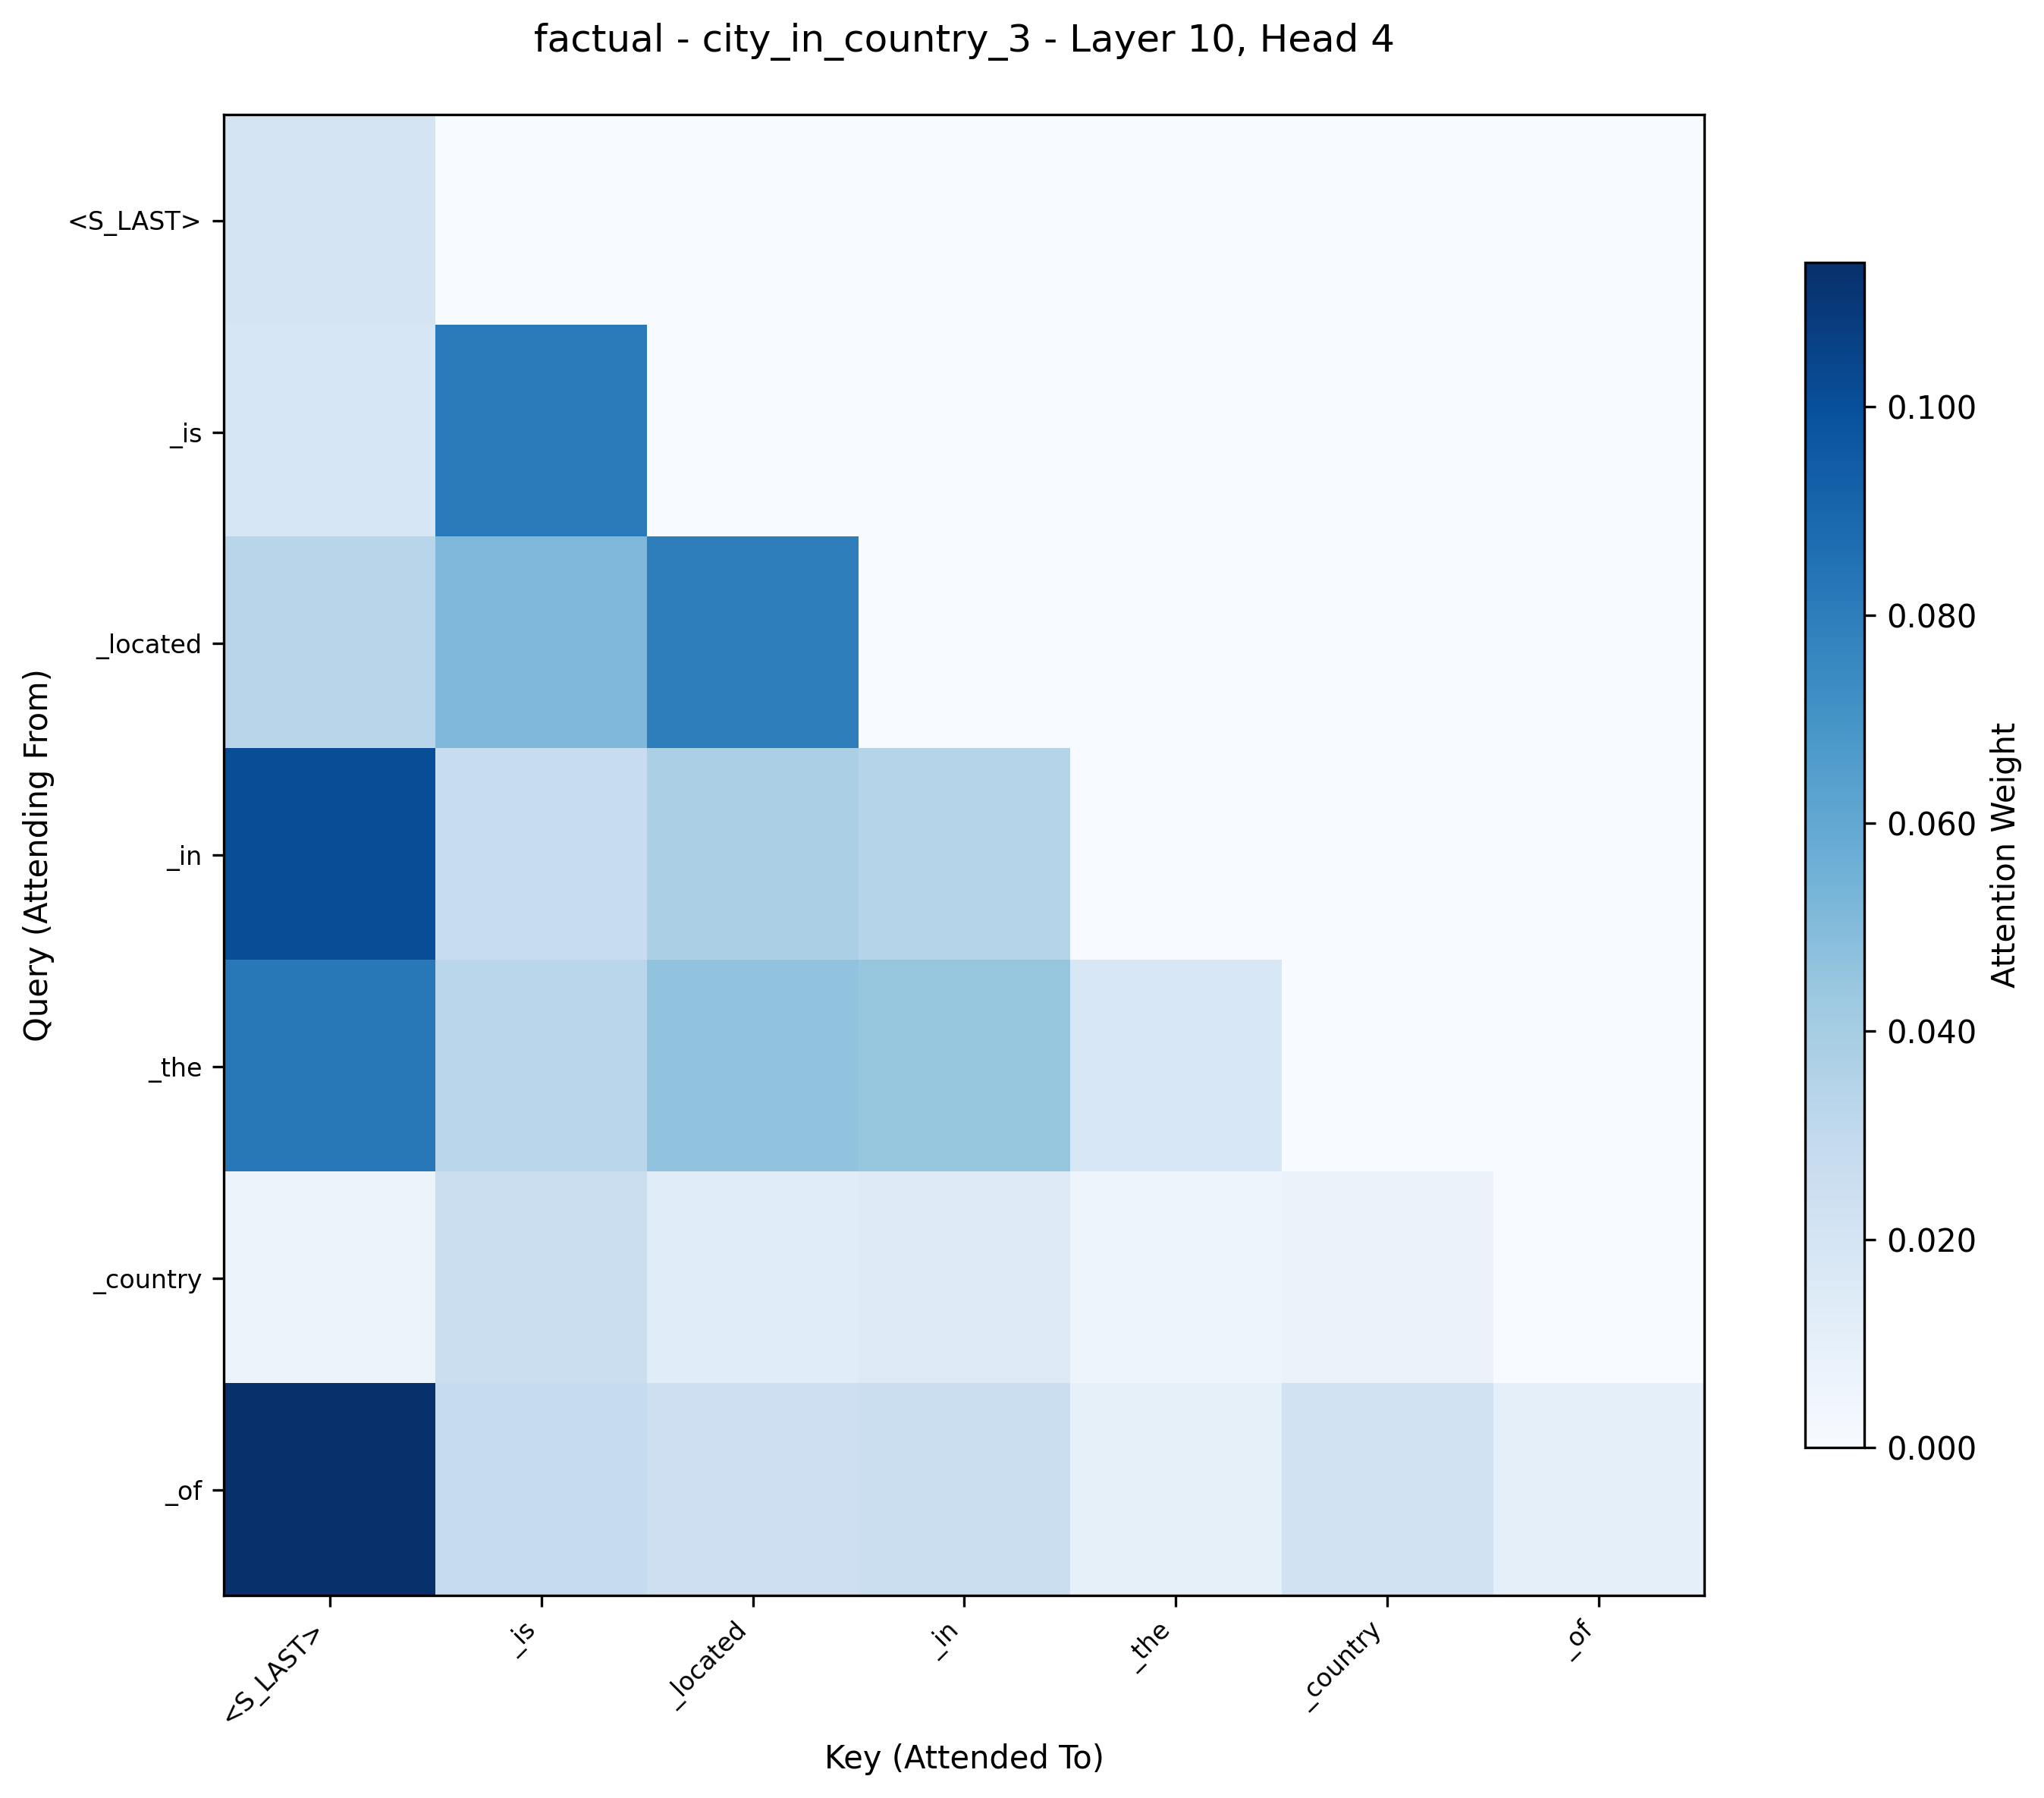 factual - city_in_country_3 - Layer 10, Head 4
<S_LAST>
_is
_located
_in
_the
_country
_of
Query (Attending From)
<S_LAST>
_is
_located
_in
_the
_country
_of
Key (Attended To)
0.100
0.080
0.060
0.040
0.020
0.000
Attention Weight